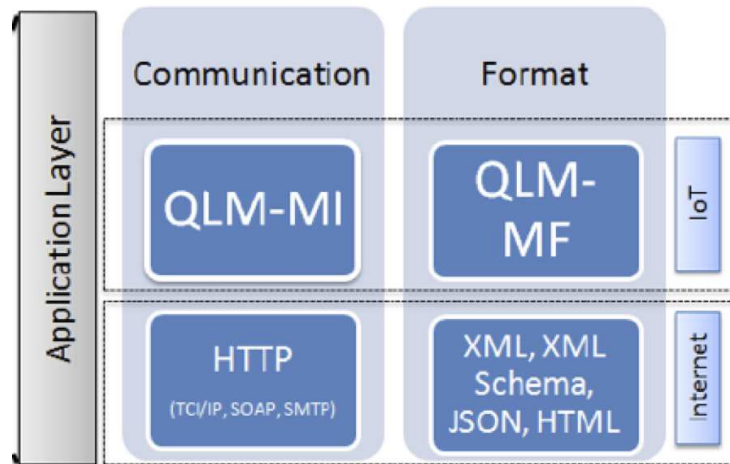 Application Layer
Communication
Format
QLM-MI
QLM-
MF
IoT
HTTP
(TCI/IP, SOAP, SMTP)
XML, XML
Schema,
JSON, HTML
Internet